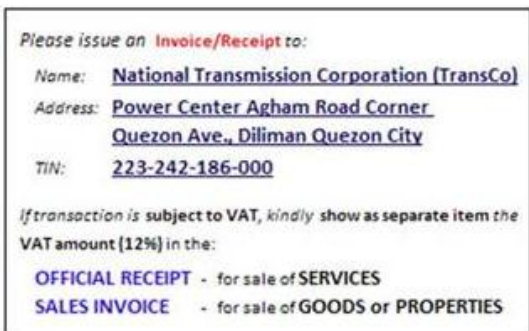 Please issue an Invoice/Receipt to:
Name: National Transmission Corporation (TransCo)
Address: Power Center Agham Road Corner
Quezon Ave., Diliman Quezon City
TIN: 223-242-186-000
If transaction is subject to VAT, kindly show as separate item the
VAT amount (12%) in the:
OFFICIAL RECEIPT - for sale of SERVICES
SALES INVOICE - for sale of GOODS or PROPERTIES